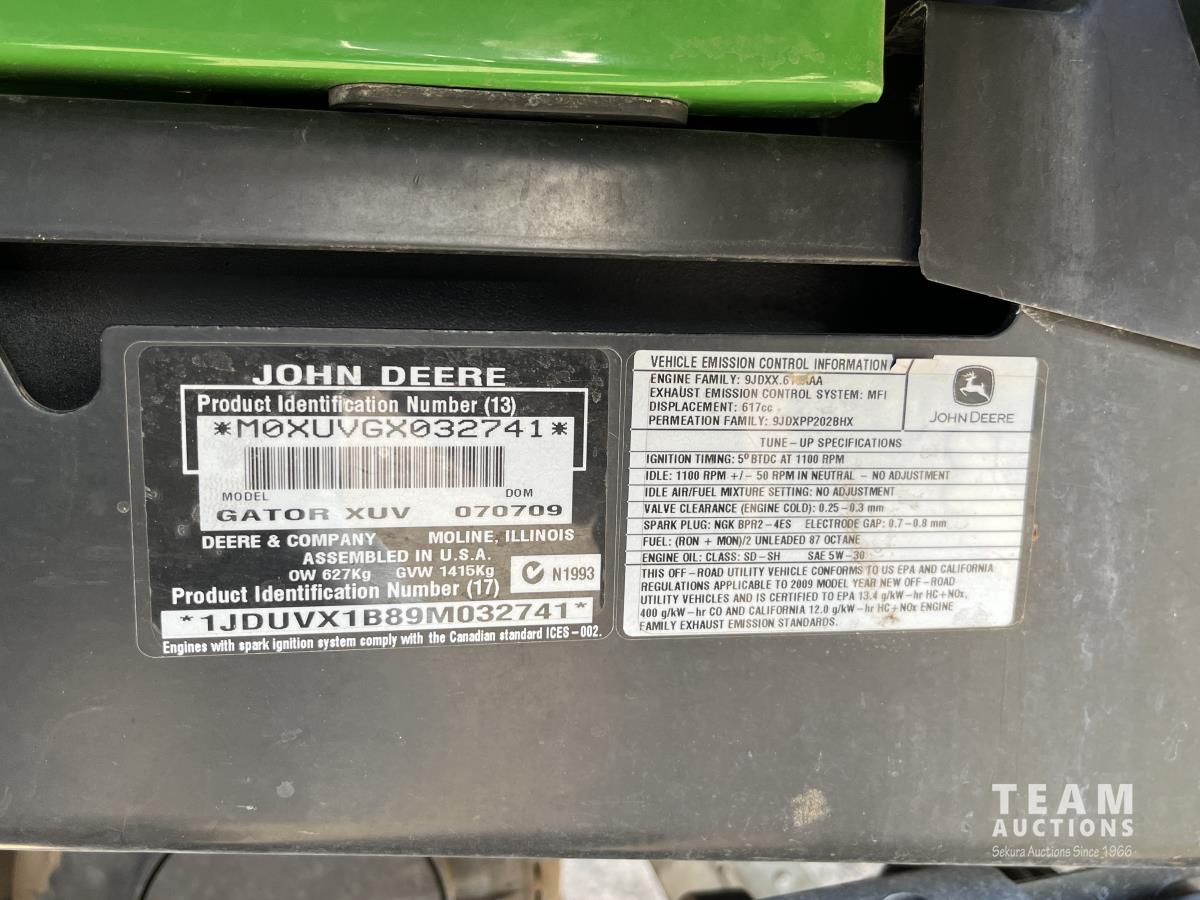 JOHN DEERE
Product Identification Number (13)
*M0XUVGX032741*
MODEL DOM
GATOR XUV 070709
DEERE & COMPANY MOLINE, ILLINOIS
ASSEMBLED IN U.S.A.
OW 627Kg GVW 1415Kg
N1993
Product Identification Number (17)
*1JDUVX1B89M032741*
Engines with spark ignition system comply with the Canadian standard ICES-002.
VEHICLE EMISSION CONTROL INFORMATION
ENGINE FAMILY:
EXHAUST EMISSION CONTROL SYSTEM: MFI
DISPLACEMENT: 617cc
PERMEATION FAMILY: 9JDXPP202BHX
JOHN DEERE
TUNE-UP SPECIFICATIONS
IGNITION TIMING: 5° BTDC AT 1100 RPM
IDLE: 1100 RPM +/- 50 RPM IN NEUTRAL - NO ADJUSTMENT
IDLE AIR/FUEL MIXTURE SETTING: NO ADJUSTMENT
VALVE CLEARANCE (ENGINE COLD): 0.25-0.3 mm
SPARK PLUG: NGK BPR2-4ES ELECTRODE GAP: 0.7-0.8 mm
FUEL: (RON + MON)/2 UNLEADED 87 OCTANE
ENGINE OIL: CLASS: SD-SH SAE 5W-30
THIS OFF-ROAD UTILITY VEHICLE CONFORMS TO US EPA AND CALIFORNIA
REGULATIONS APPLICABLE TO 2009 MODEL YEAR NEW OFF-ROAD
UTILITY VEHICLES AND IS CERTIFIED TO EPA 13.4 g/kW-hr HC+NOx,
400 g/kW-hr CO AND CALIFORNIA 12.0 g/kW-hr HC+NOx ENGINE
FAMILY EXHAUST EMISSION STANDARDS.
TEAM
AUCTIONS
Sekura Auctions Since 1966